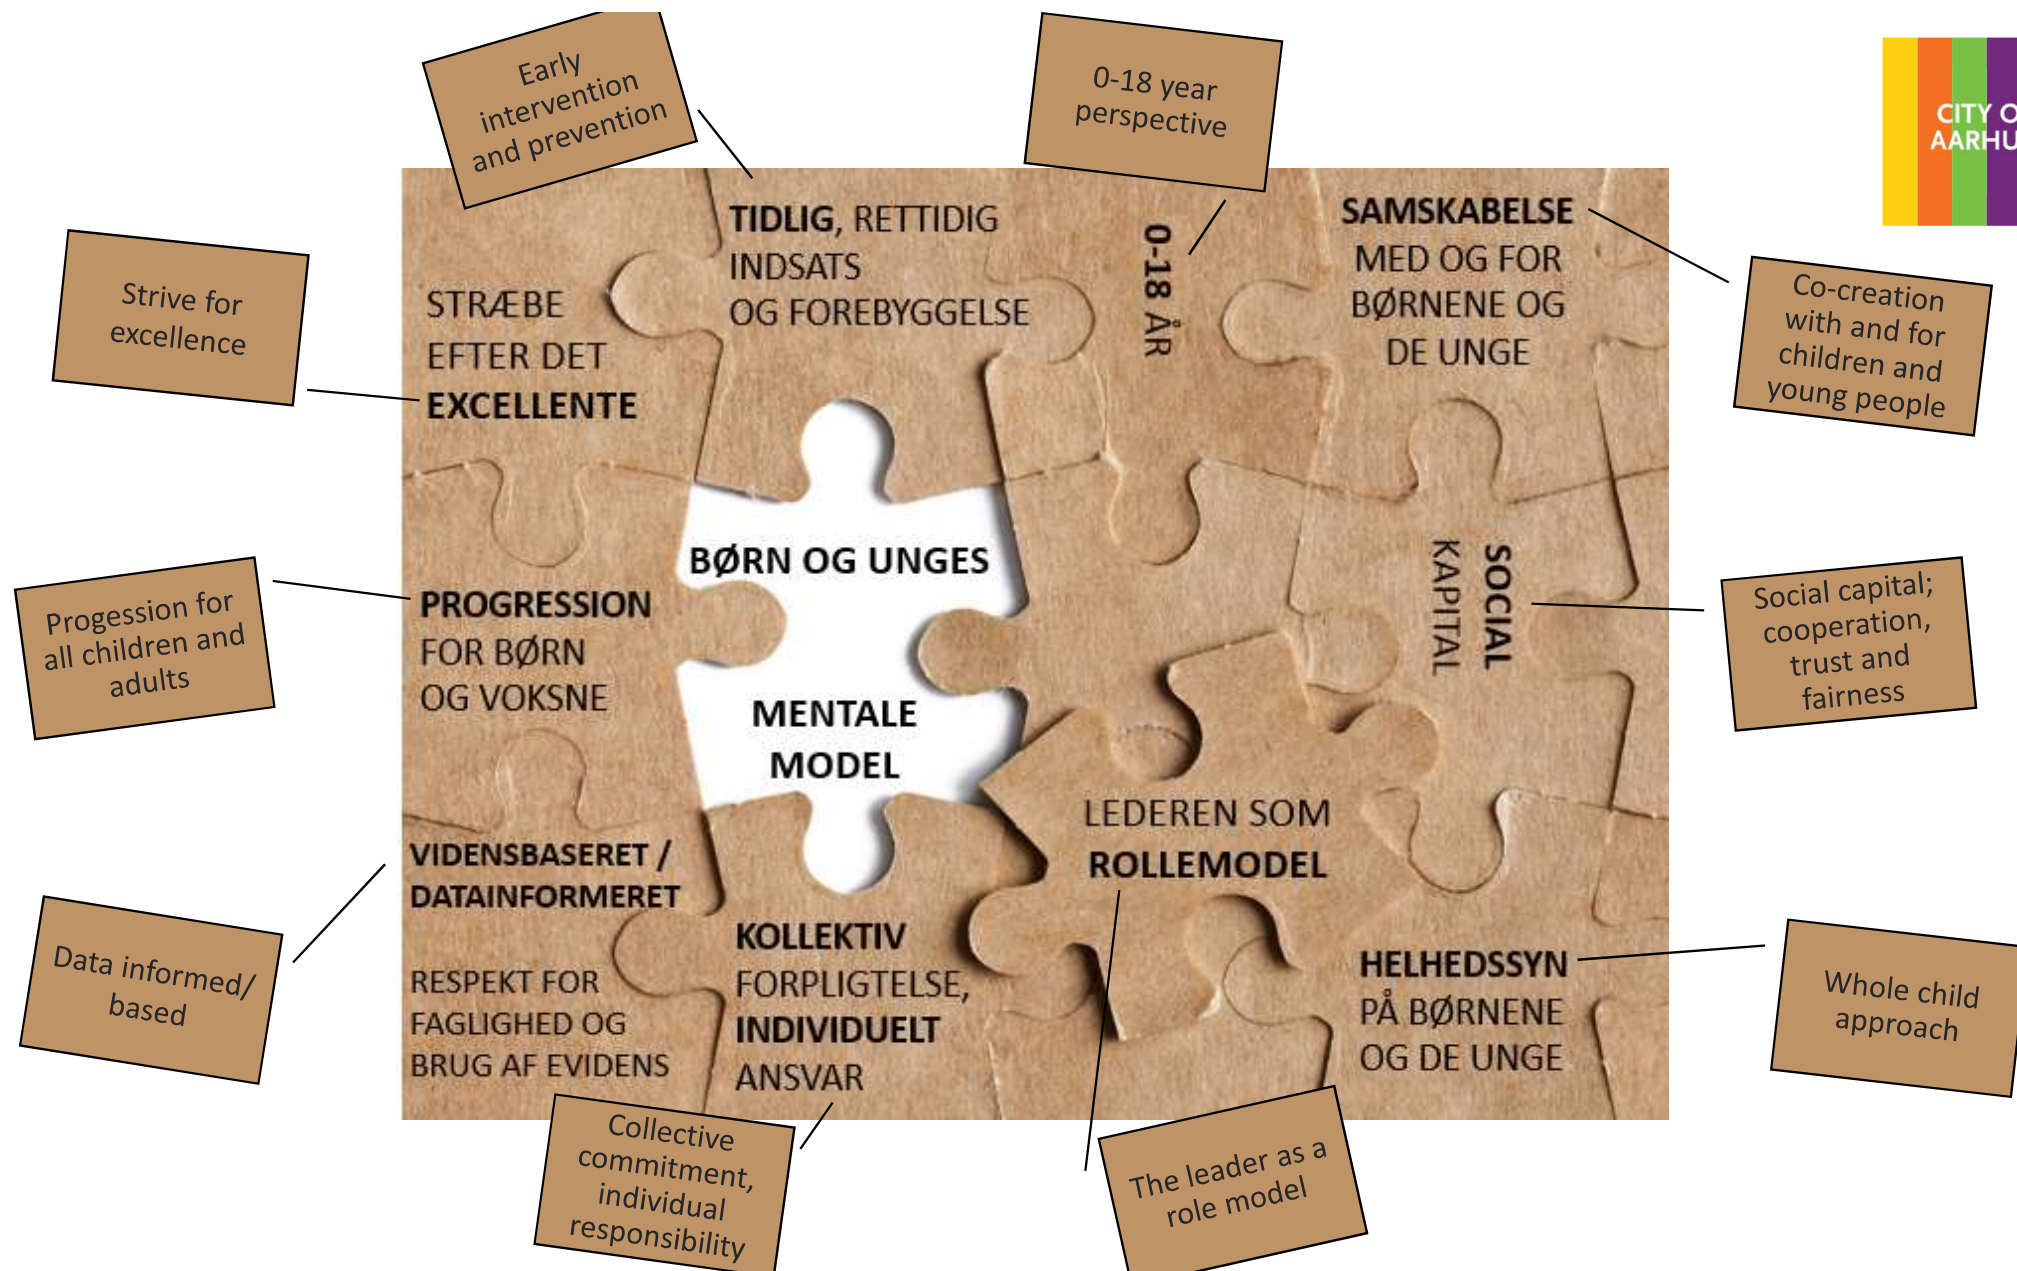 Early
intervention
and prevention
0-18 year
perspective
CITY O
AARHU
Strive for
excellence
TIDLIG, RETTIDIG
INDSATS
OG FOREBYGGELSE
0-18 ÅR
SAMSKABELSE
MED OG FOR
BØRNENE OG
DE UNGE
Co-creation
with and for
children and
young people
STRÆBE
EFTER DET
EXCELLENTE
BØRN OG UNGES
MENTALE
MODEL
SOCIAL
KAPITAL
Social capital;
cooperation,
trust and
fairness
Progession for
all children and
adults
PROGRESSION
FOR BØRN
OG VOKSNE
LEDEREN SOM
ROLLEMODEL
VIDENSBASERET /
DATAINFORMERET
RESPEKT FOR
FAGLIGHED OG
BRUG AF EVIDENS
Data informed/
based
KOLLEKTIV
FORPLIGTELSE,
INDIVIDUELT
ANSVAR
HELHEDSSYN
PÅ BØRNENE
OG DE UNGE
Whole child
approach
Collective
commitment,
individual
responsibility
The leader as a
role model